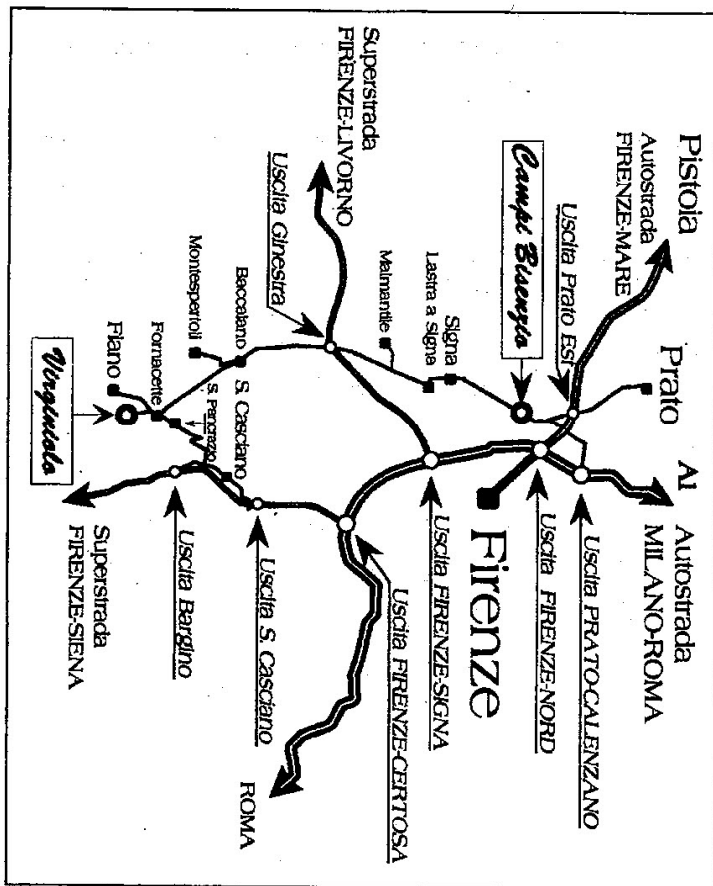 Pistoia
Prato
A1
Autostrada
MILANO-ROMA
Autostrada
FIRENZE-MARE
Uscita Prato Est
Uscita PRATO-CALENZANO
Uscita FIRENZE-NORD
Campi Bisenzio
Firenze
Signa
Lastra a Signa
Uscita FIRENZE-SIGNA
Malmantile
Uscita FIRENZE-CERTOSA
Superstrada
FIRENZE-LIVORNO
Uscita Ginestra
Uscita S. Casciano
ROMA
Baccaiano
S. Casciano
S. Pancrazio
Montespertoli
Uscita Bargino
Fornacette
Fiano
Superstrada
FIRENZE-SIENA
Virginiolo